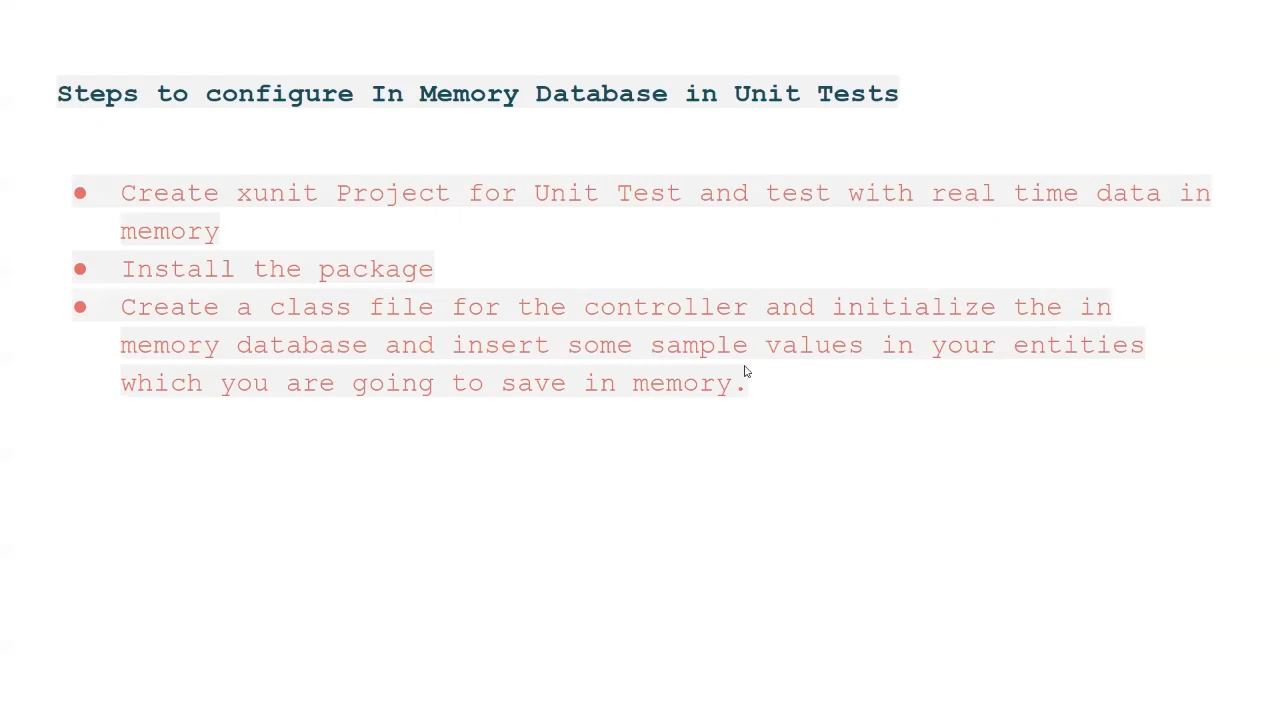 Steps to configure In Memory Database in Unit Tests
● Create xunit Project for Unit Test and test with real time data in
memory
● Install the package
● Create a class file for the controller and initialize the in
memory database and insert some sample values in your entities
which you are going to save in memory.